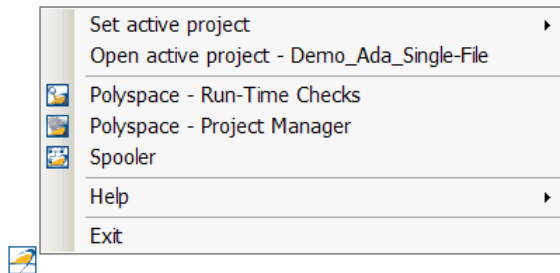 Set active project
Open active project - Demo_Ada_Single-File
Polyspace - Run-Time Checks
Polyspace - Project Manager
Spooler
Help
Exit